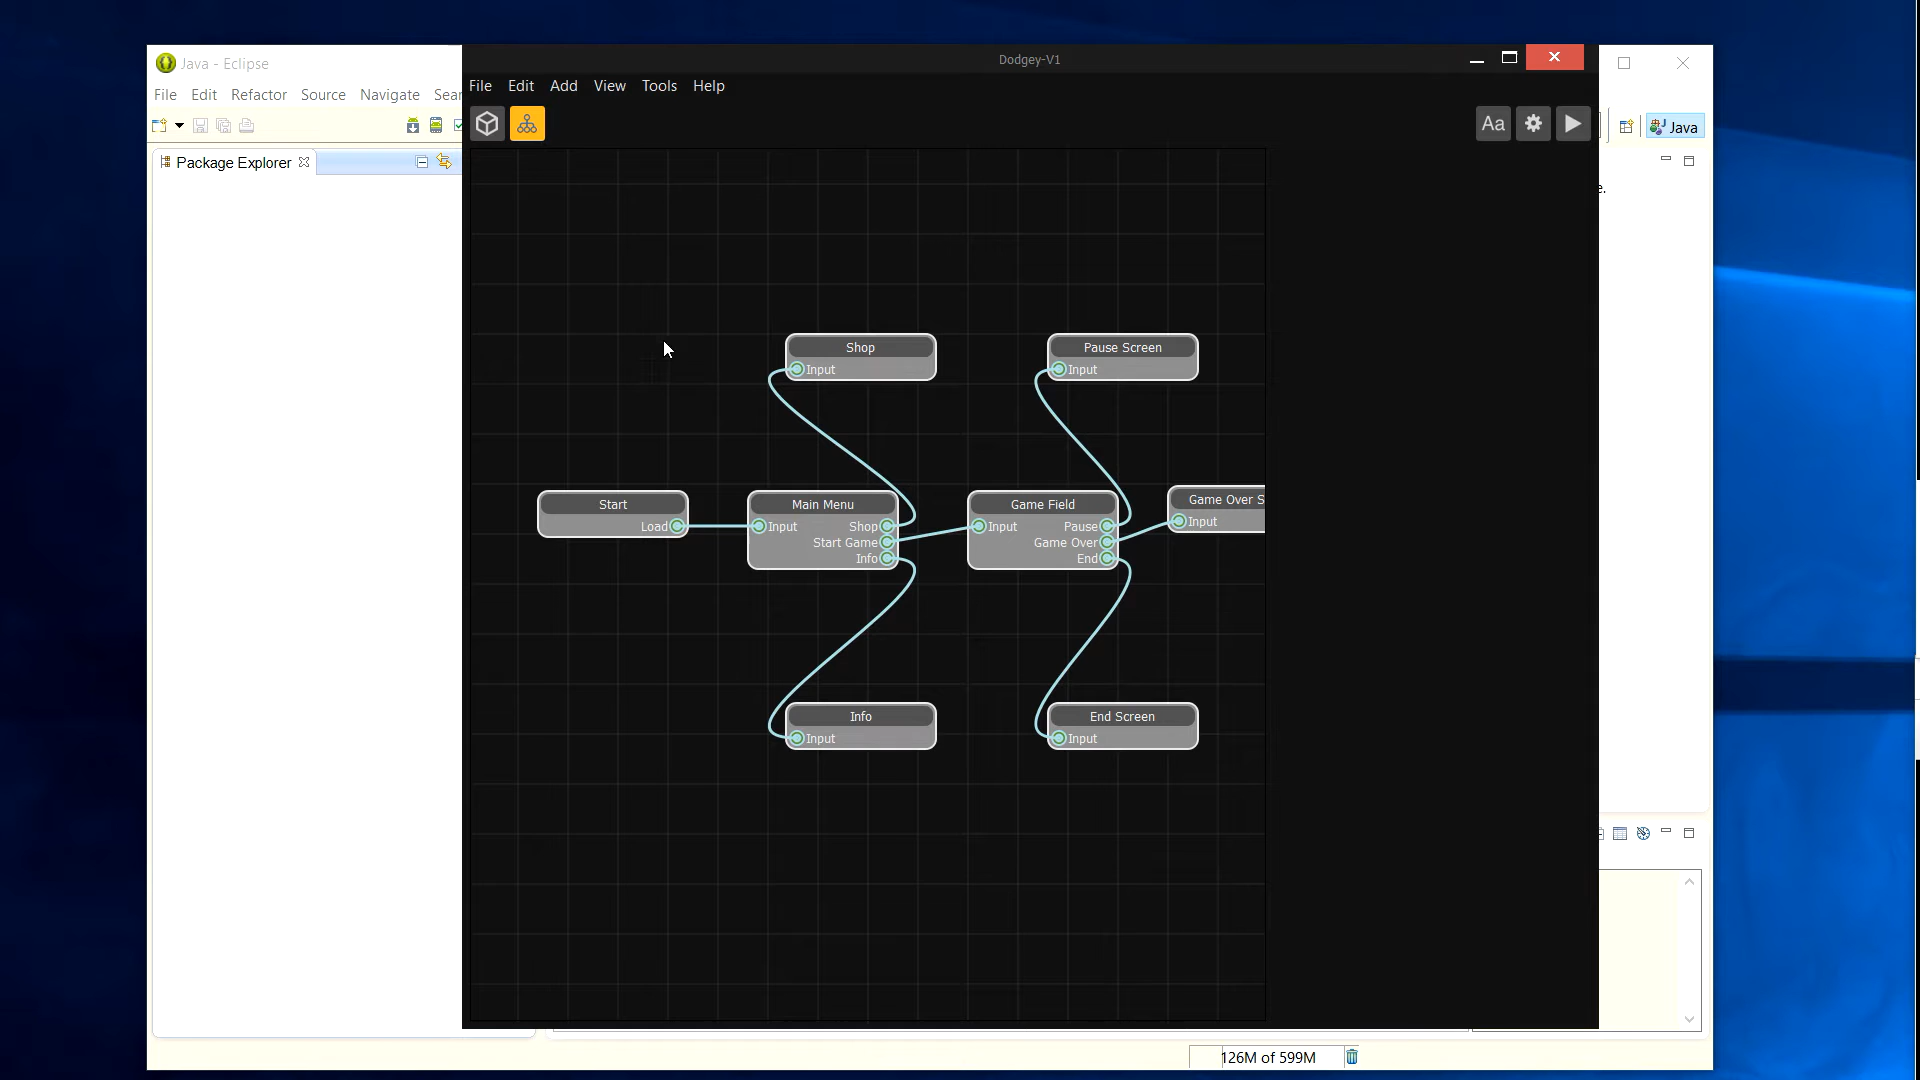 Java - Eclipse
File Edit Refactor Source Navigate Sear
Package Explorer
Dodgey-V1
File Edit Add View Tools Help
Aa
Java
e.
Shop
Input
Pause Screen
Input
Start
Load
Main Menu
Input Shop
Start Game
Info
Game Field
Input Pause
Game Over
End
Game Over S
Input
Info
Input
End Screen
Input
126M of 599M